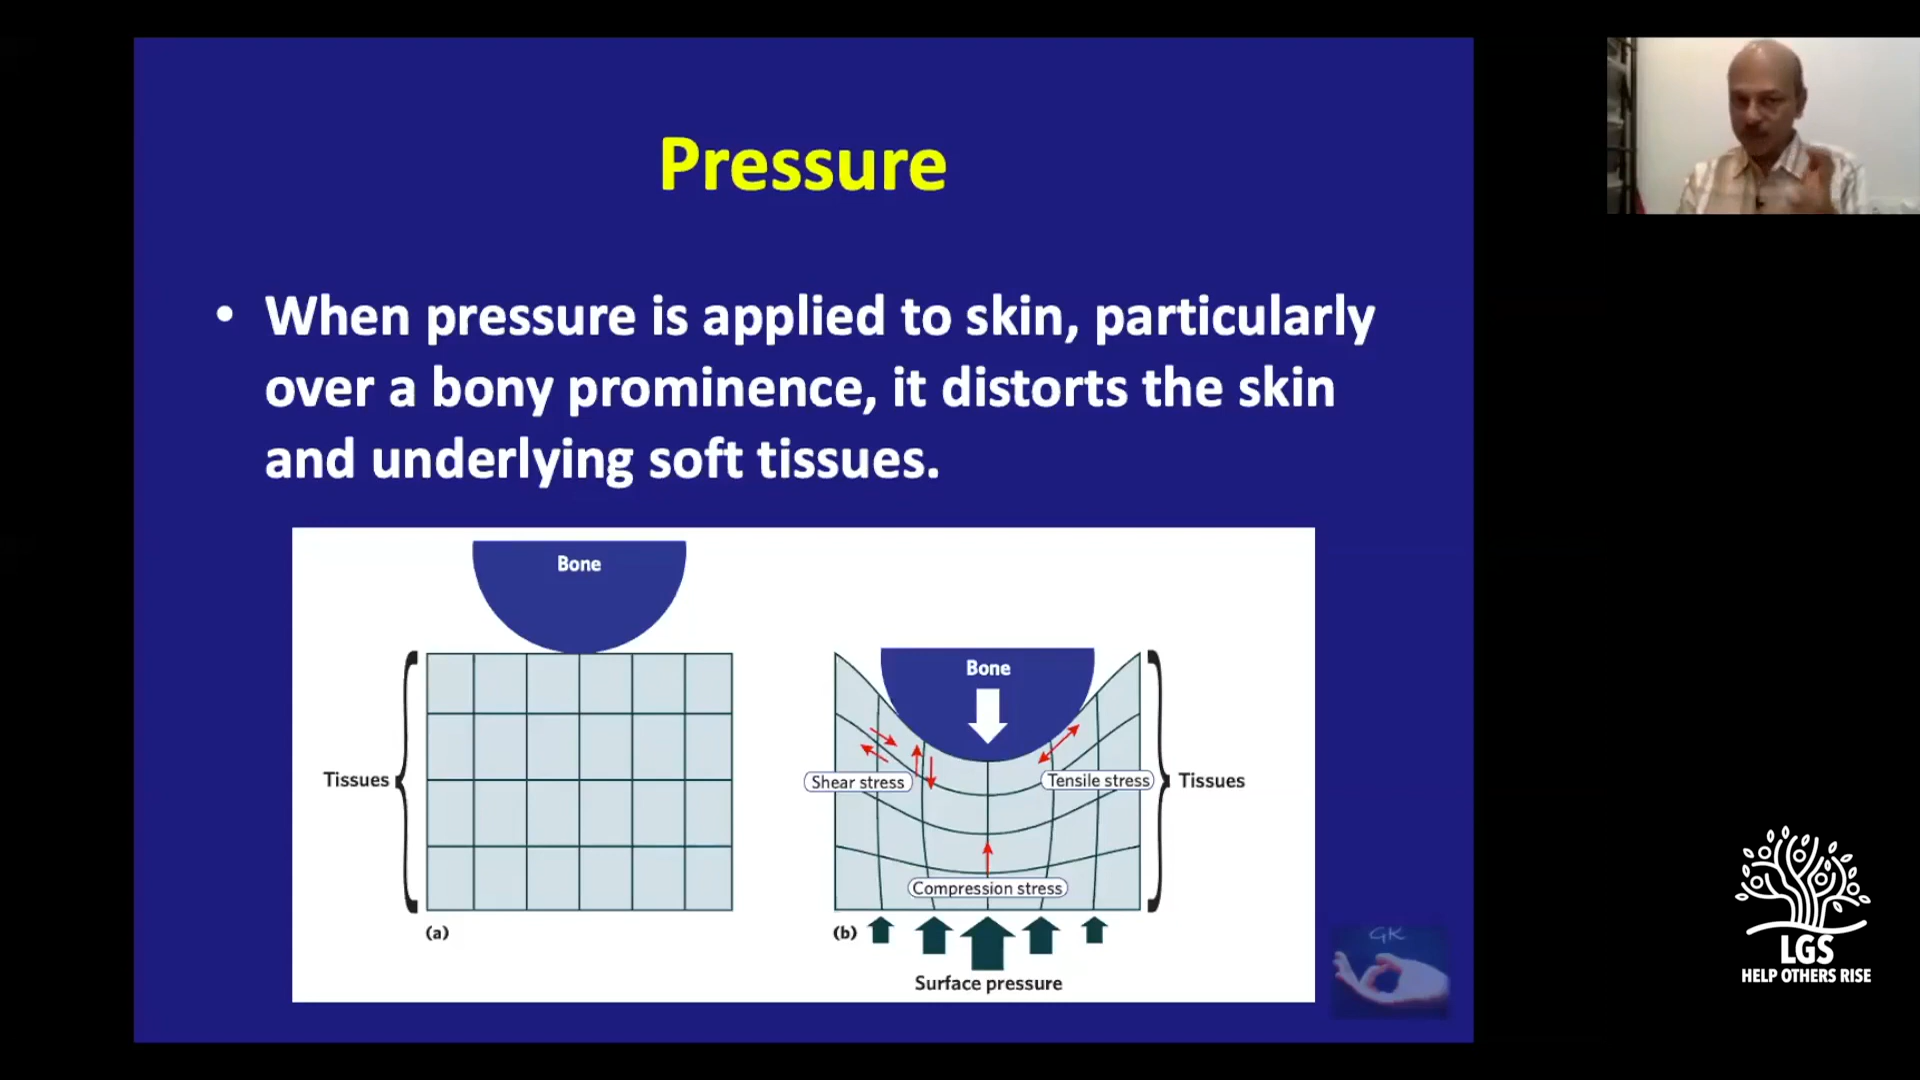 Pressure
• When pressure is applied to skin, particularly
over a bony prominence, it distorts the skin
and underlying soft tissues.
Bone
Tissues
(a)
Bone
Shear stress
Tensile stress
Tissues
Compression stress
(b)
Surface pressure
GK
LGS
HELP OTHERS RISE